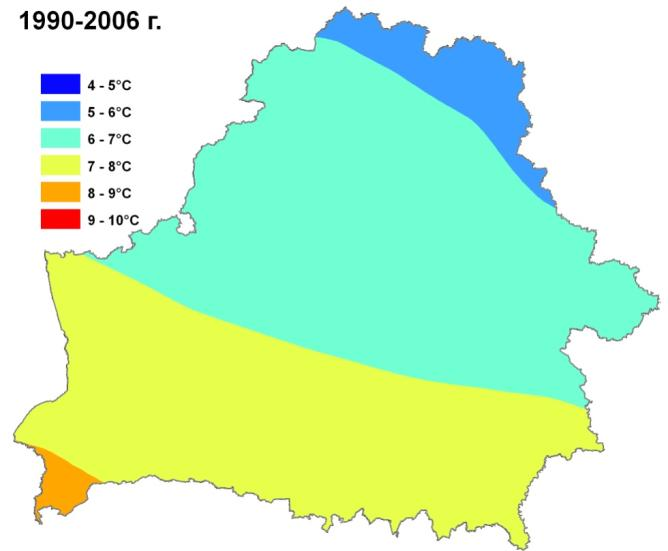 1990-2006 г.
4 - 5°C
5 - 6°C
6 - 7°C
7 - 8°C
8 - 9°C
9 - 10°C